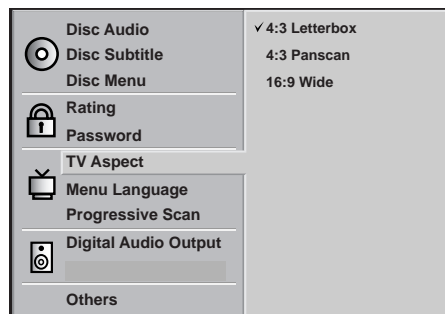 Disc Audio
Disc Subtitle
Disc Menu
Rating
Password
TV Aspect
Menu Language
Progressive Scan
Digital Audio Output
Others
✓ 4:3 Letterbox
4:3 Panscan
16:9 Wide